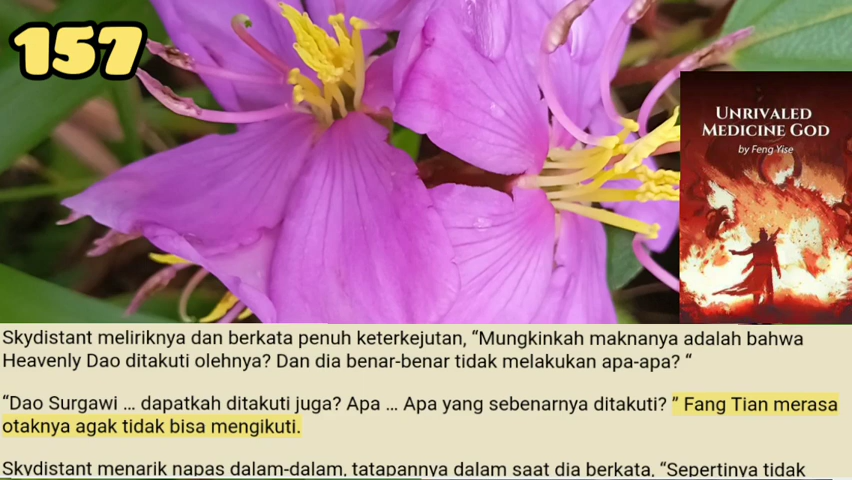 157
UNRIVALED
MEDICINE GOD
by Feng Yise
Skydistant meliriknya dan berkata penuh keterkejutan, “Mungkinkah maknanya adalah bahwa
Heavenly Dao ditakuti olehnya? Dan dia benar-benar tidak melakukan apa-apa? “
“Dao Surgawi ... dapatkah ditakuti juga? Apa ... Apa yang sebenarnya ditakuti? ” Fang Tian merasa
otaknya agak tidak bisa mengikuti.
Skydistant menarik napas dalam-dalam, tatapannya dalam saat dia berkata, “Sepertinya tidak